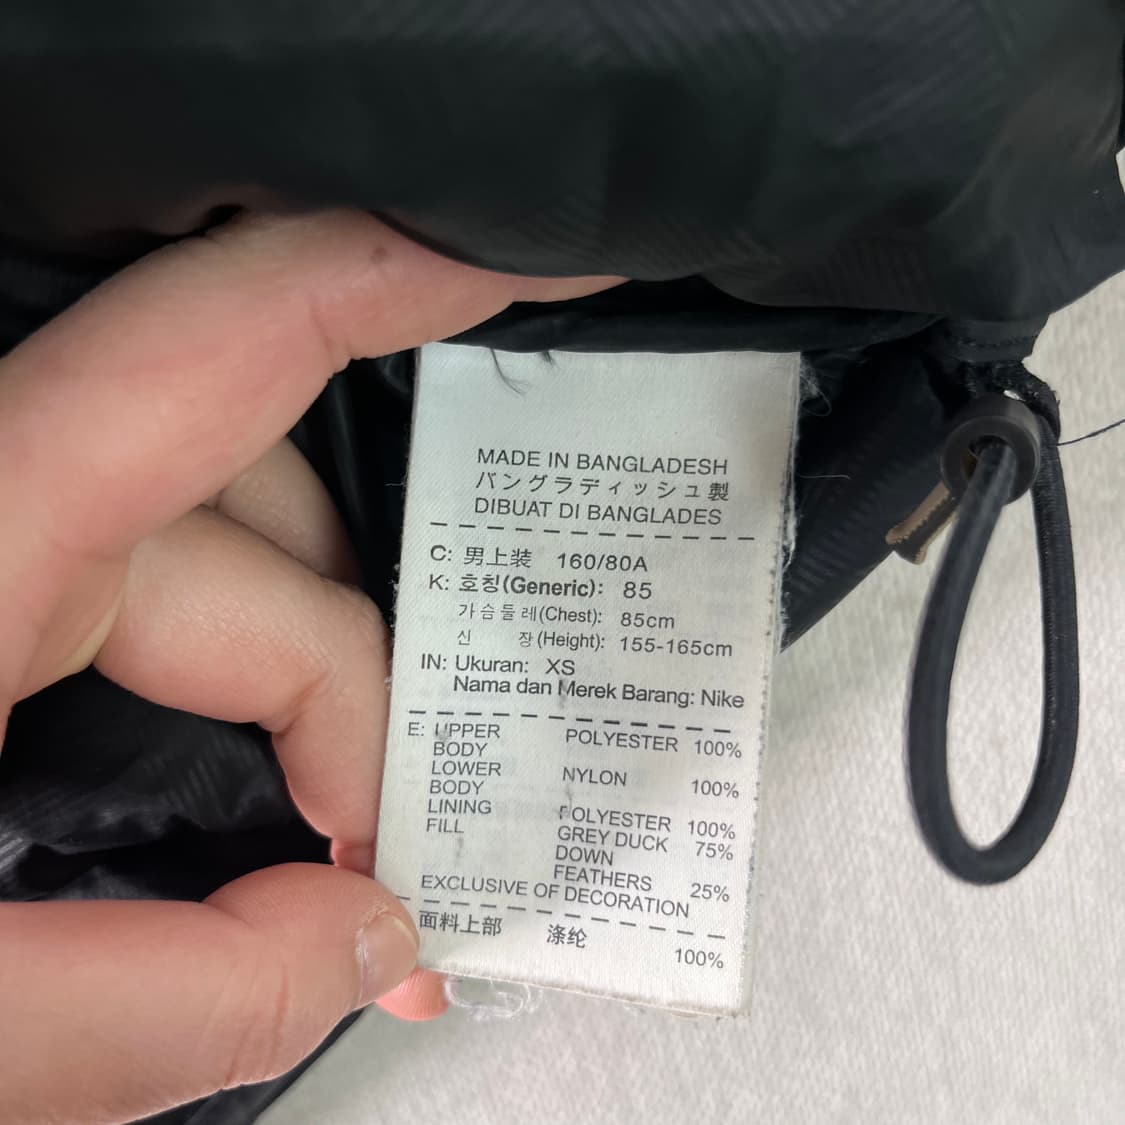 MADE IN BANGLADESH
バングラディッシュ製
DIBUAT DI BANGLADES
C: 男上装 160/80A
K: 호칭(Generic): 85
가슴둘레(Chest): 85cm
신 장(Height): 155-165cm
IN: Ukuran: XS
Nama dan Merek Barang: Nike
E: UPPER BODY POLYESTER 100%
LOWER BODY NYLON 100%
LINING POLYESTER 100%
FILL GREY DUCK DOWN 75%
FEATHERS 25%
EXCLUSIVE OF DECORATION
面料上部 涤纶 100%